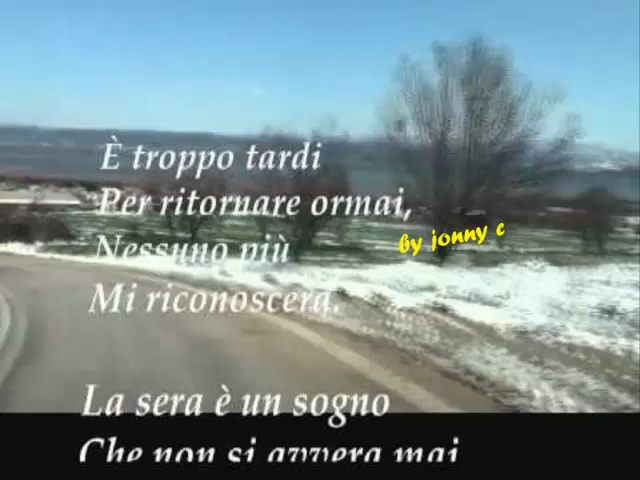 È troppo tardi
Per ritornare ormai,
Nessuno più
Mi riconoscerà.
by jonny c
La sera è un sogno
Che non si avvera mai